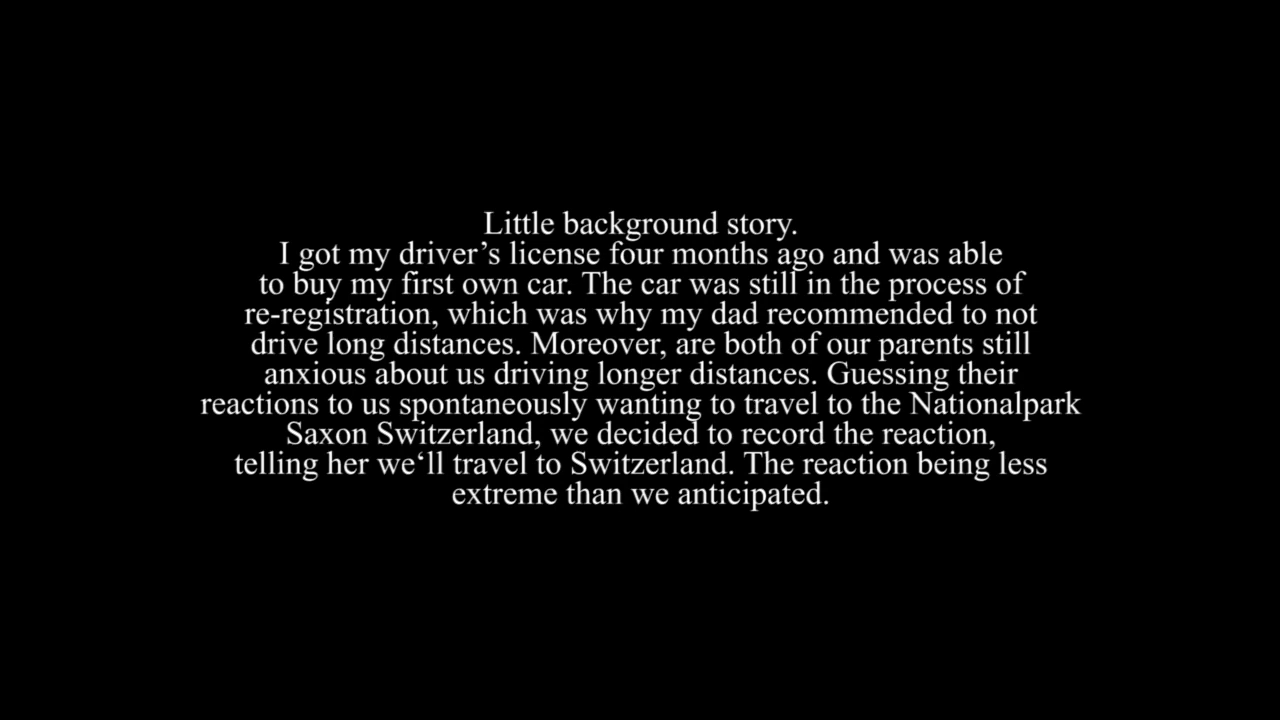 Little background story.
I got my driver’s license four months ago and was able
to buy my first own car. The car was still in the process of
re-registration, which was why my dad recommended to not
drive long distances. Moreover, are both of our parents still
anxious about us driving longer distances. Guessing their
reactions to us spontaneously wanting to travel to the Nationalpark
Saxon Switzerland, we decided to record the reaction,
telling her we‘ll travel to Switzerland. The reaction being less
extreme than we anticipated.